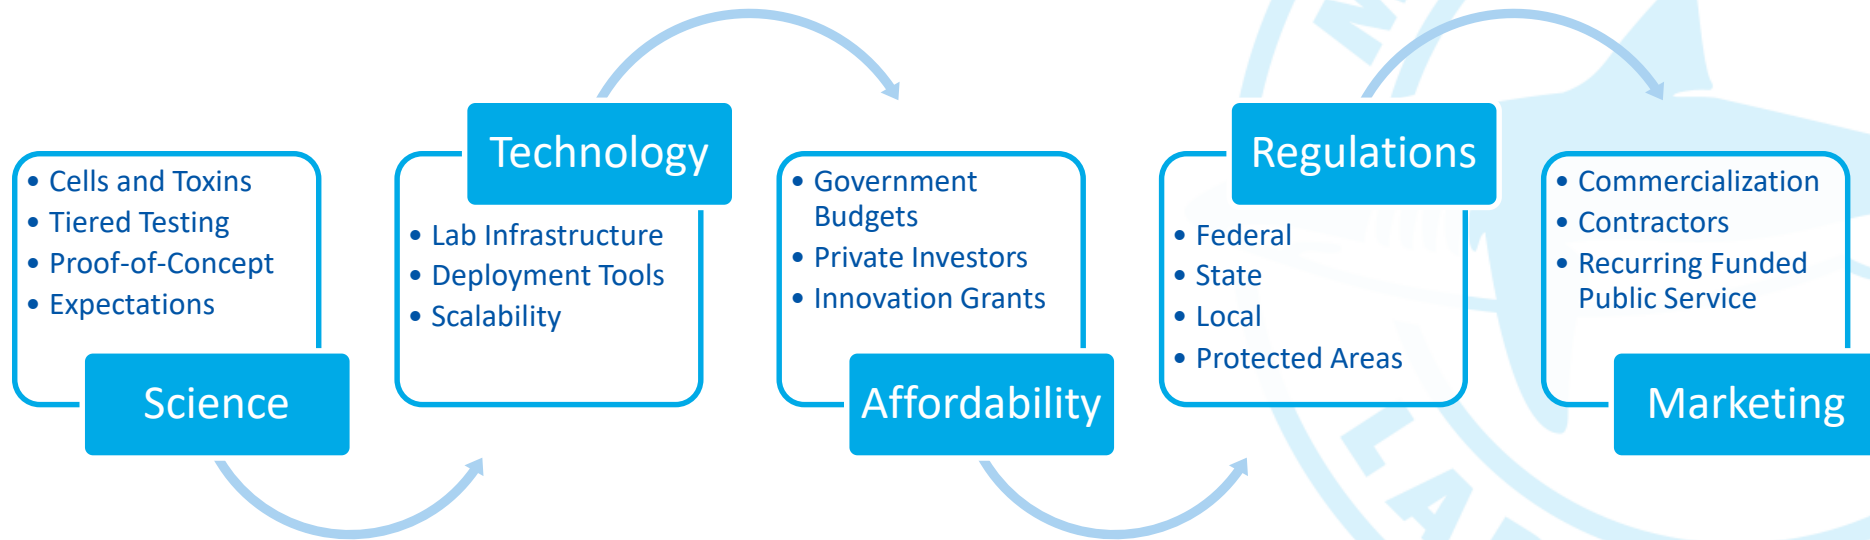 • Cells and Toxins
• Tiered Testing
• Proof-of-Concept
• Expectations
Science
Technology
• Lab Infrastructure
• Deployment Tools
• Scalability
• Government
Budgets
• Private Investors
• Innovation Grants
Affordability
Regulations
• Federal
• State
• Local
• Protected Areas
• Commercialization
• Contractors
• Recurring Funded
Public Service
Marketing